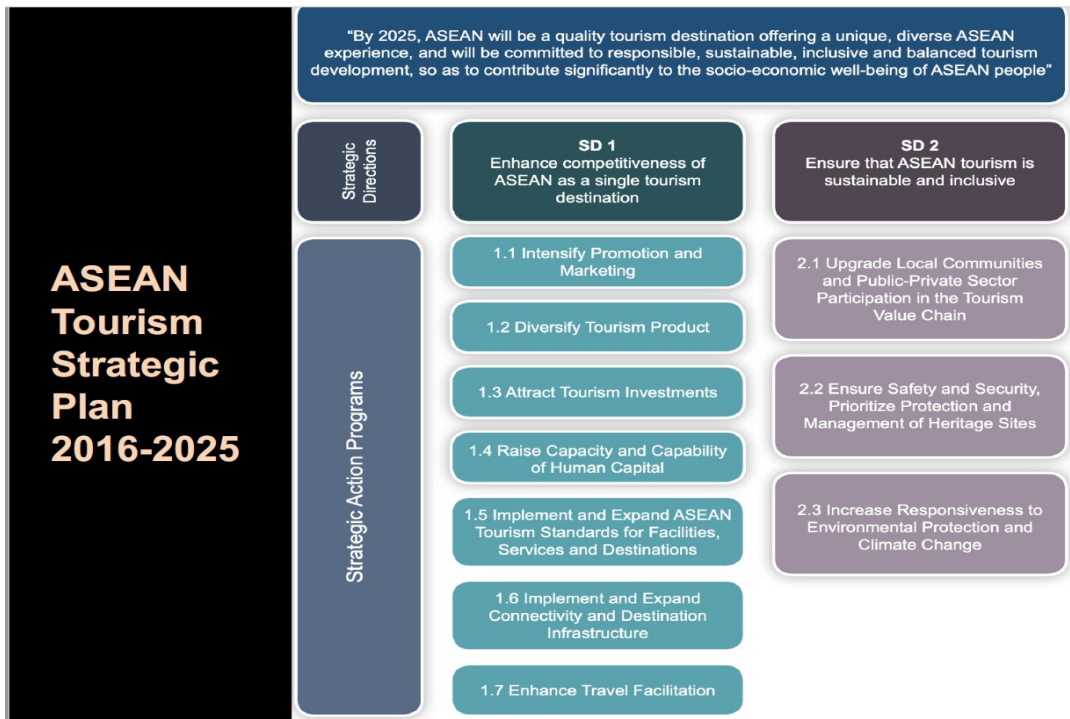 ASEAN
Tourism
Strategic
Plan
2016-2025
"By 2025, ASEAN will be a quality tourism destination offering a unique, diverse ASEAN
experience, and will be committed to responsible, sustainable, inclusive and balanced tourism
development, so as to contribute significantly to the socio-economic well-being of ASEAN people"
Strategic
Directions
SD 1
Enhance competitiveness of
ASEAN as a single tourism
destination
SD 2
Ensure that ASEAN tourism is
sustainable and inclusive
Strategic Action Programs
1.1 Intensify Promotion and
Marketing
1.2 Diversify Tourism Product
1.3 Attract Tourism Investments
1.4 Raise Capacity and Capability
of Human Capital
1.5 Implement and Expand ASEAN
Tourism Standards for Facilities,
Services and Destinations
1.6 Implement and Expand
Connectivity and Destination
Infrastructure
1.7 Enhance Travel Facilitation
2.1 Upgrade Local Communities
and Public-Private Sector
Participation in the Tourism
Value Chain
2.2 Ensure Safety and Security,
Prioritize Protection and
Management of Heritage Sites
2.3 Increase Responsiveness to
Environmental Protection and
Climate Change